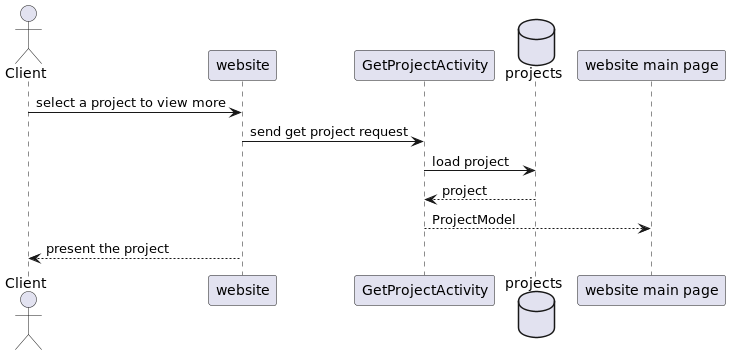 Client
website
GetProjectActivity
projects
website main page
select a project to view more
send get project request
load project
project
ProjectModel
present the project
Client
website
GetProjectActivity
projects
website main page